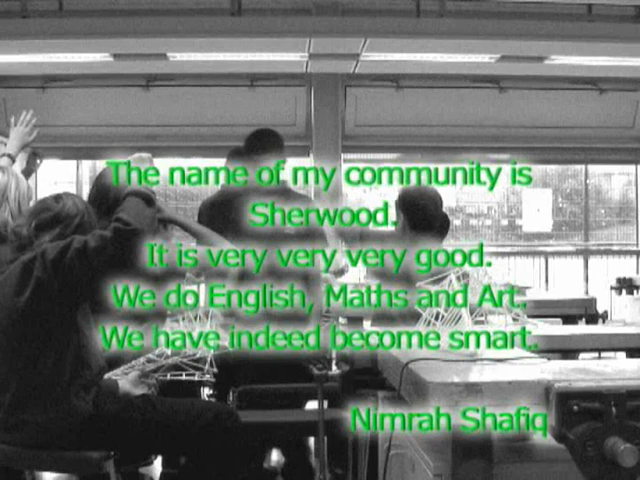 The name of my community is
Sherwood.
It is very very very good.
We do English, Maths and Art.
We have indeed become smart.
Nimrah Shafiq